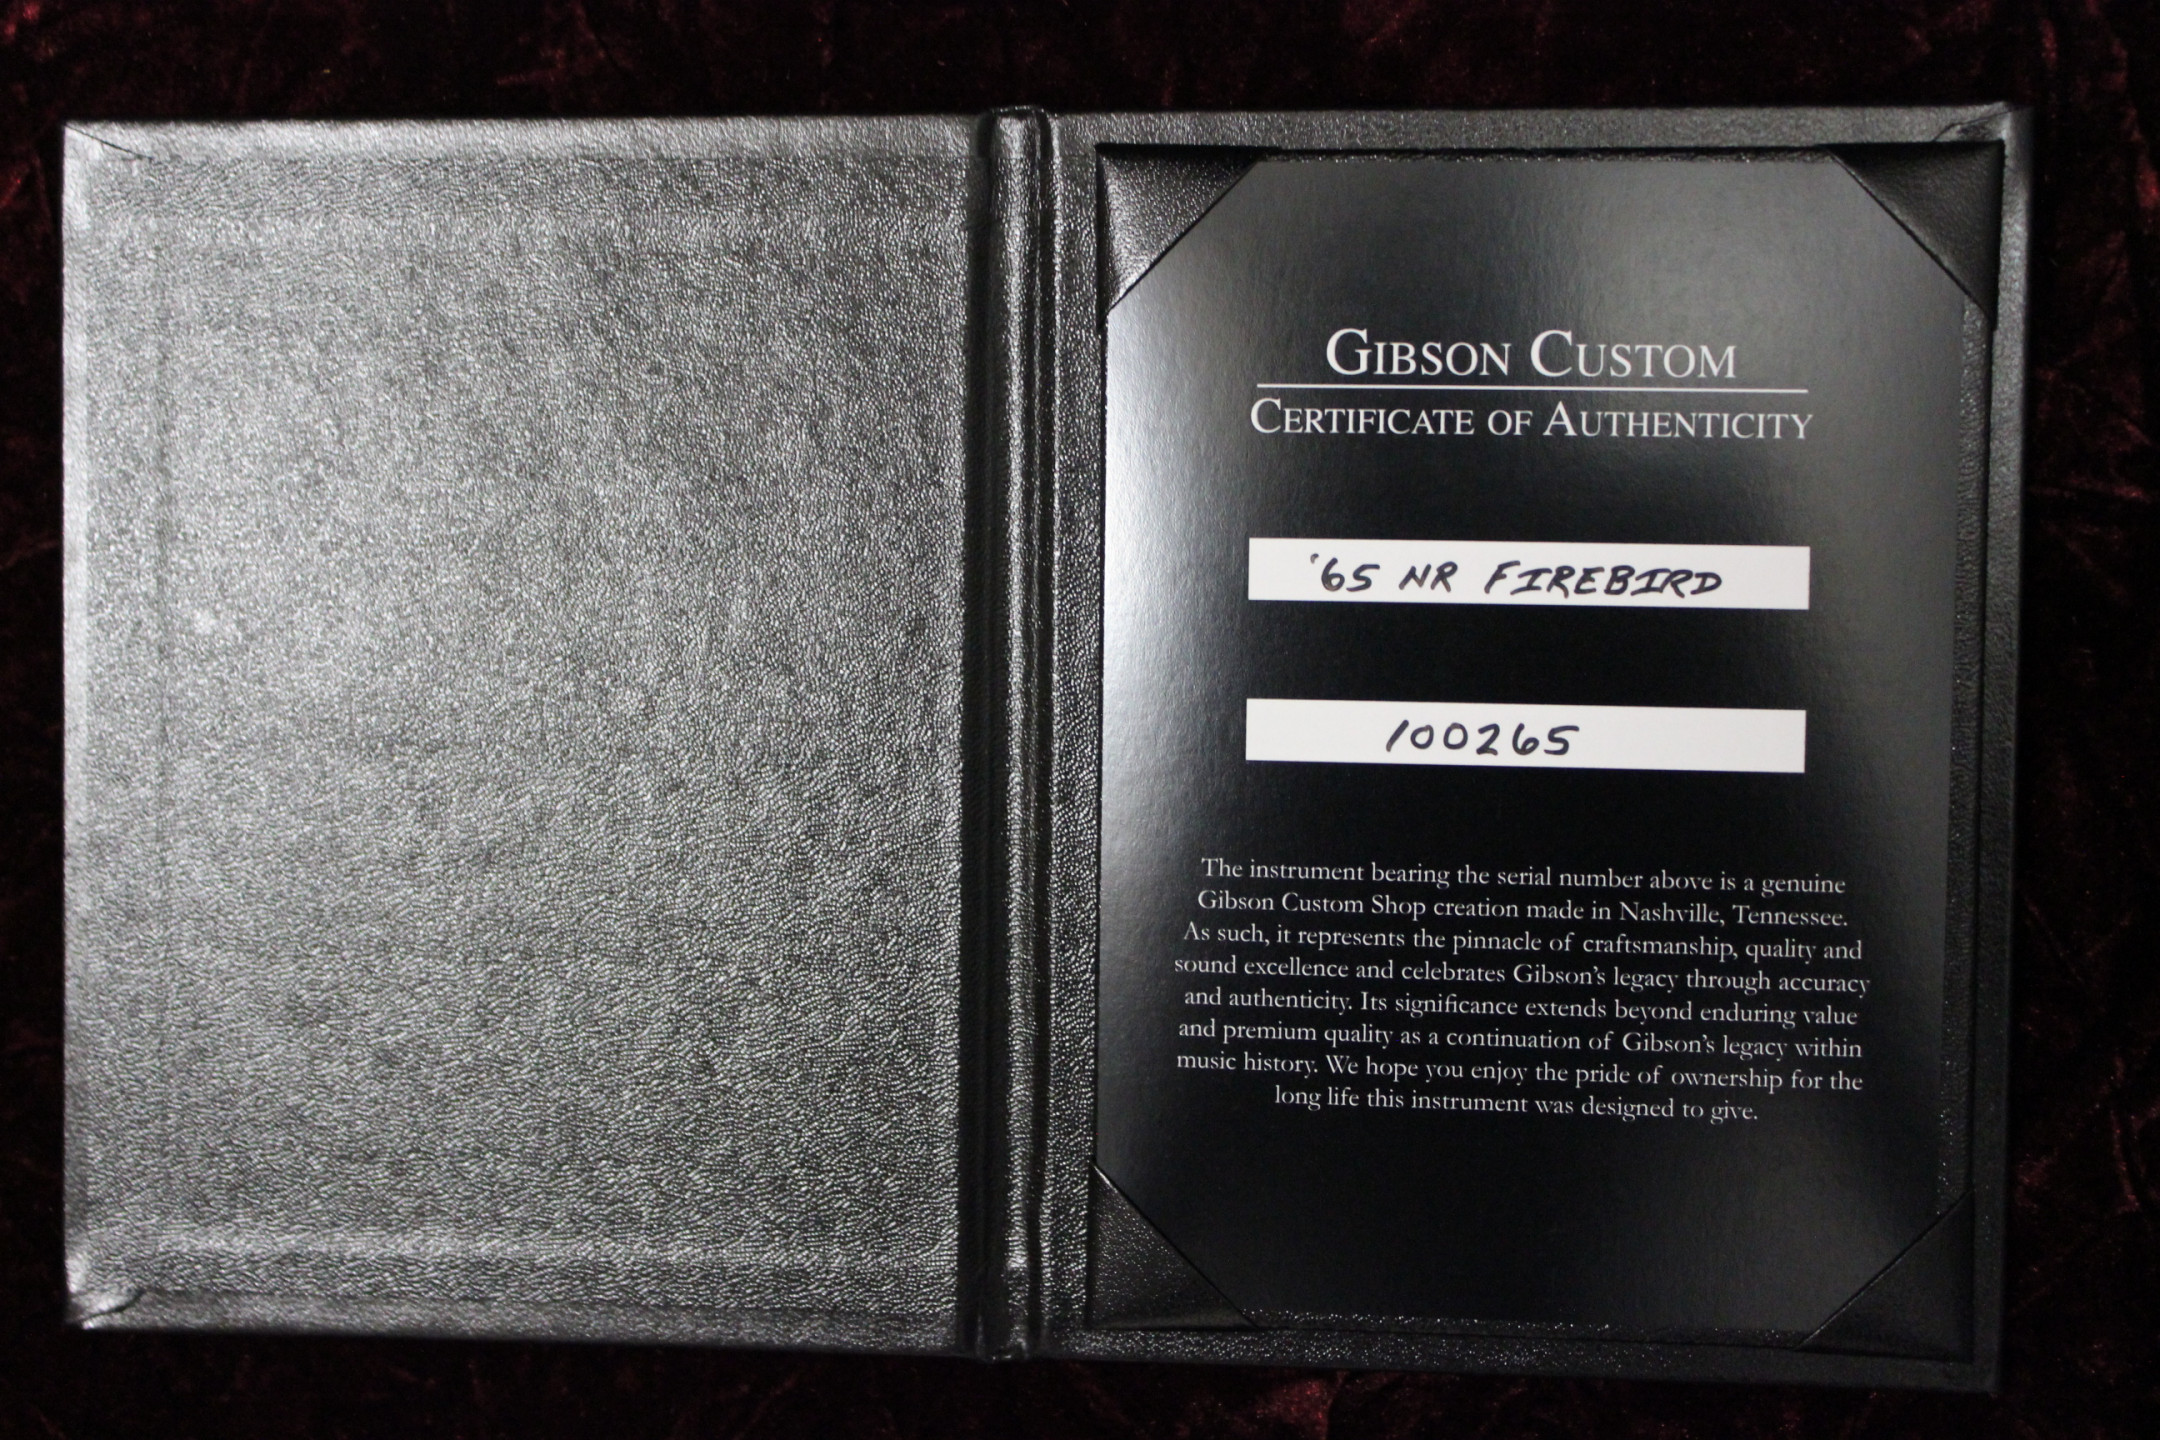 GIBSON CUSTOM
CERTIFICATE OF AUTHENTICITY
'65 NR FIREBIRD
100265
The instrument bearing the serial number above is a genuine
Gibson Custom Shop creation made in Nashville, Tennessee.
As such, it represents the pinnacle of craftsmanship, quality and
sound excellence and celebrates Gibson's legacy through accuracy
and authenticity. Its significance extends beyond enduring value
and premium quality as a continuation of Gibson's legacy within
music history. We hope you enjoy the pride of ownership for the
long life this instrument was designed to give.